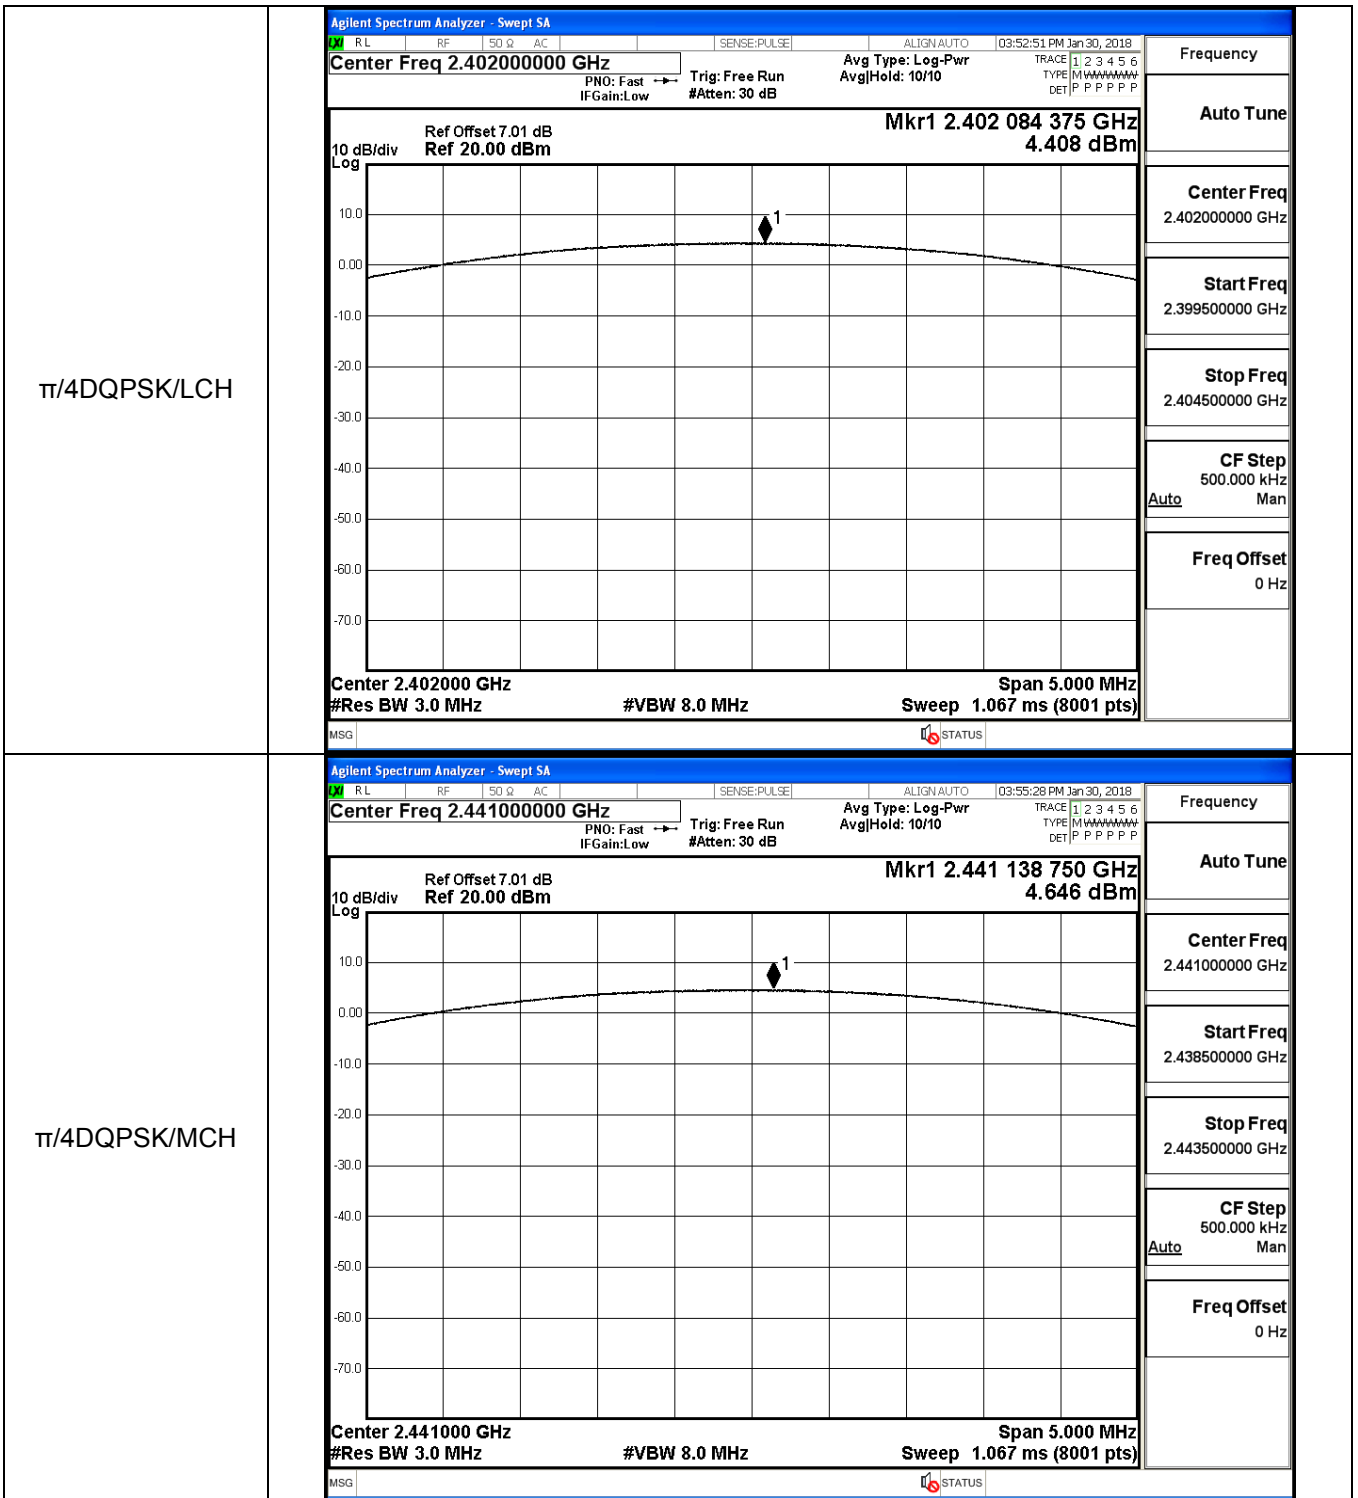 π/4DQPSK/LCH
Agilent Spectrum Analyzer - Swept SA
LXI RL RF 50 Ω AC SENSE:PULSE ALIGN AUTO 03:52:51 PM Jan 30, 2018
Center Freq 2.402000000 GHz
PNO: Fast
IFGain:Low
Trig: Free Run
#Atten: 30 dB
Avg Type: Log-Pwr
Avg|Hold: 10/10
TRACE 1 2 3 4 5 6
TYPE M WWWWW
DET P P P P P P
Frequency
Auto Tune
Ref Offset 7.01 dB
10 dB/div Ref 20.00 dBm
Log
Mkr1 2.402 084 375 GHz
4.408 dBm
1
10.0
0.00
-10.0
-20.0
-30.0
-40.0
-50.0
-60.0
-70.0
Center Freq
2.402000000 GHz
Start Freq
2.399500000 GHz
Stop Freq
2.404500000 GHz
CF Step
500.000 kHz
Auto Man
Freq Offset
0 Hz
Center 2.402000 GHz Span 5.000 MHz
#Res BW 3.0 MHz #VBW 8.0 MHz Sweep 1.067 ms (8001 pts)
MSG STATUS
π/4DQPSK/MCH
Agilent Spectrum Analyzer - Swept SA
LXI RL RF 50 Ω AC SENSE:PULSE ALIGN AUTO 03:55:28 PM Jan 30, 2018
Center Freq 2.441000000 GHz
PNO: Fast
IFGain:Low
Trig: Free Run
#Atten: 30 dB
Avg Type: Log-Pwr
Avg|Hold: 10/10
TRACE 1 2 3 4 5 6
TYPE M WWWWW
DET P P P P P P
Frequency
Auto Tune
Ref Offset 7.01 dB
10 dB/div Ref 20.00 dBm
Log
Mkr1 2.441 138 750 GHz
4.646 dBm
1
10.0
0.00
-10.0
-20.0
-30.0
-40.0
-50.0
-60.0
-70.0
Center Freq
2.441000000 GHz
Start Freq
2.438500000 GHz
Stop Freq
2.443500000 GHz
CF Step
500.000 kHz
Auto Man
Freq Offset
0 Hz
Center 2.441000 GHz Span 5.000 MHz
#Res BW 3.0 MHz #VBW 8.0 MHz Sweep 1.067 ms (8001 pts)
MSG STATUS